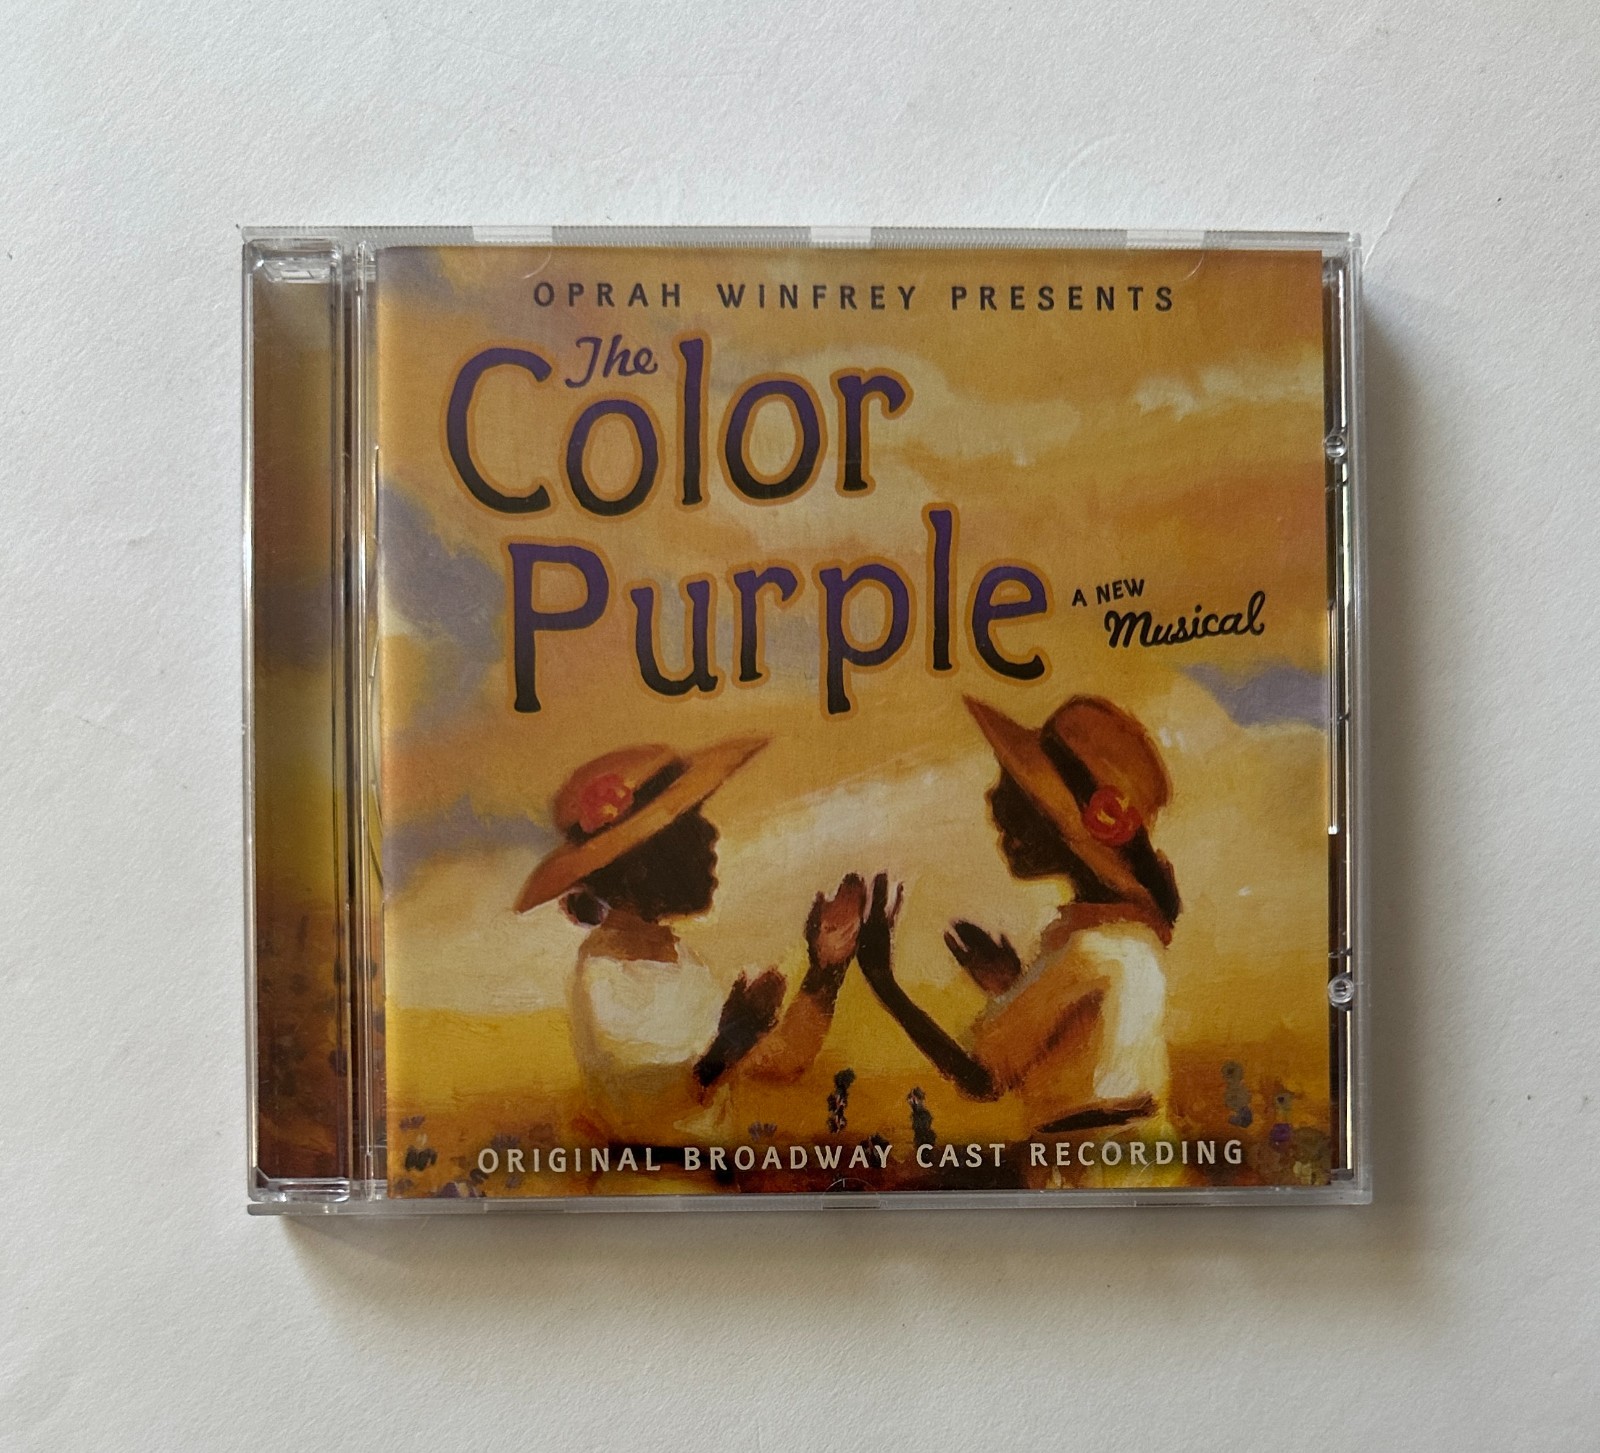 OPRAH WINFREY PRESENTS
The
Color
Purple
A NEW
Musical
ORIGINAL BROADWAY CAST RECORDING